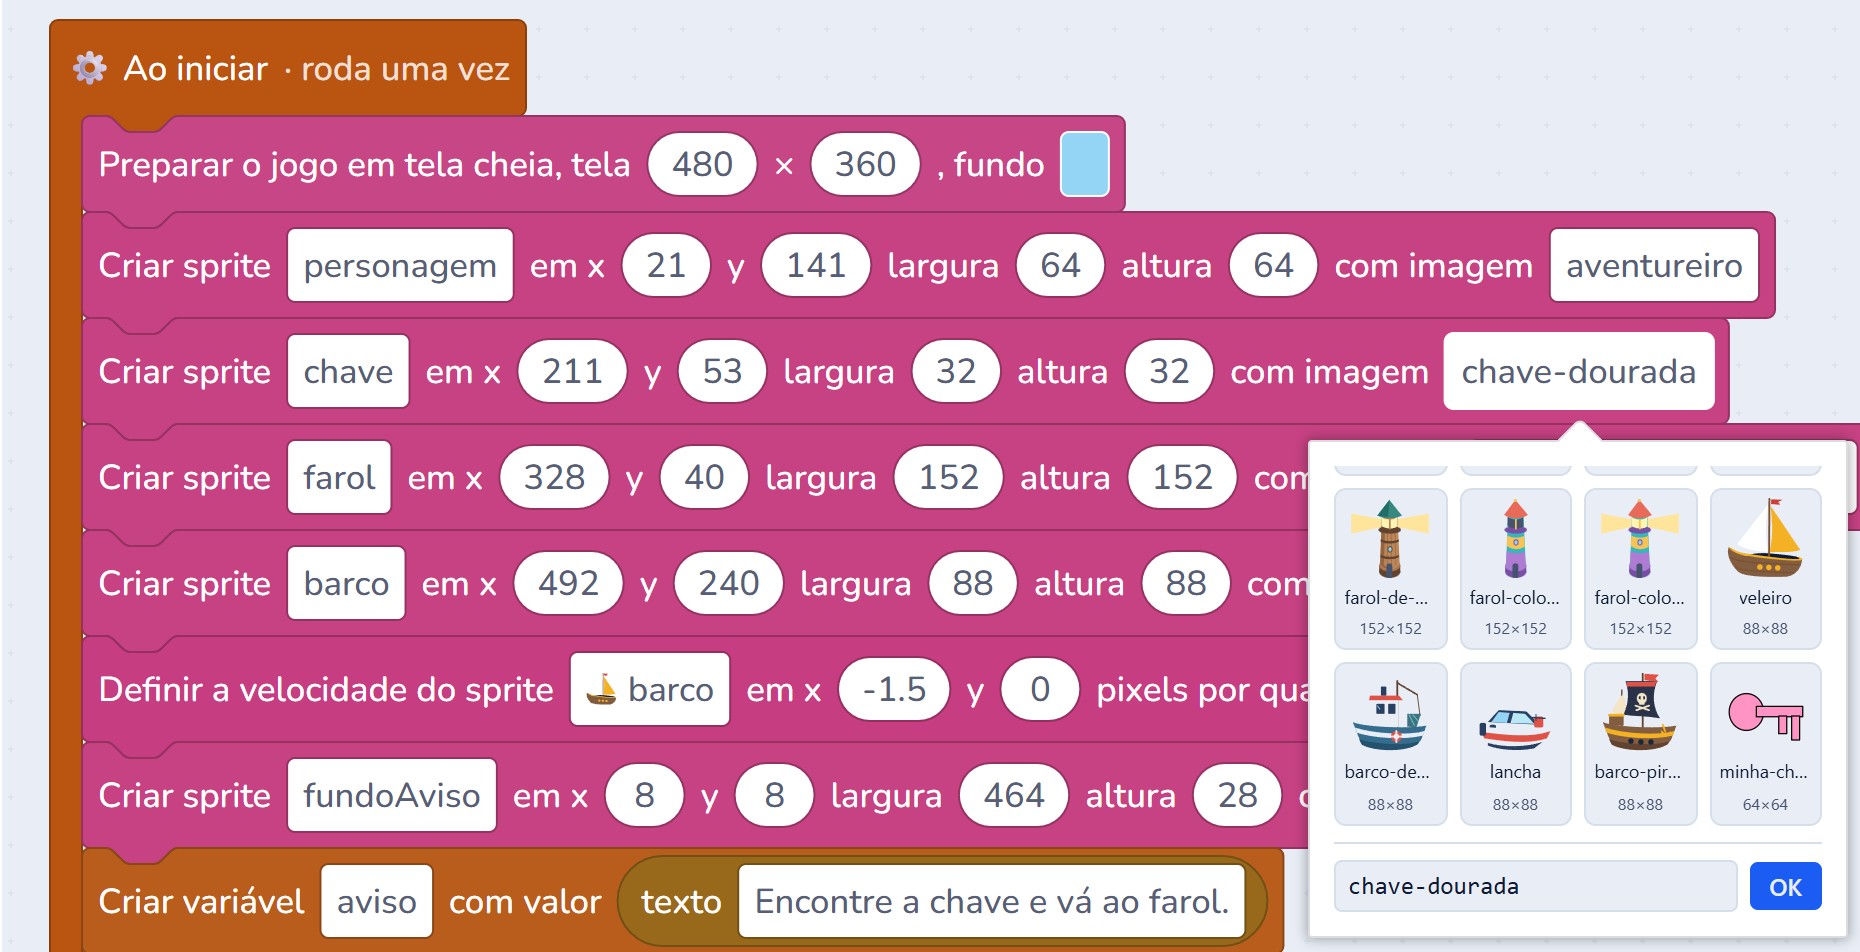 Ao iniciar · roda uma vez
Preparar o jogo em tela cheia, tela 480 × 360 , fundo
Criar sprite personagem em x 21 y 141 largura 64 altura 64 com imagem aventureiro
Criar sprite chave em x 211 y 53 largura 32 altura 32 com imagem chave-dourada
Criar sprite farol em x 328 y 40 largura 152 altura 152 com
Criar sprite barco em x 492 y 240 largura 88 altura 88 com
Definir a velocidade do sprite barco em x -1.5 y 0 pixels por qua
Criar sprite fundoAviso em x 8 y 8 largura 464 altura 28
Criar variável aviso com valor texto Encontre a chave e vá ao farol.
farol-de-... farol-colo... farol-colo... veleiro
152×152 152×152 152×152 88×88
barco-de... lancha barco-pir... minha-ch...
88×88 88×88 88×88 64×64
chave-dourada OK